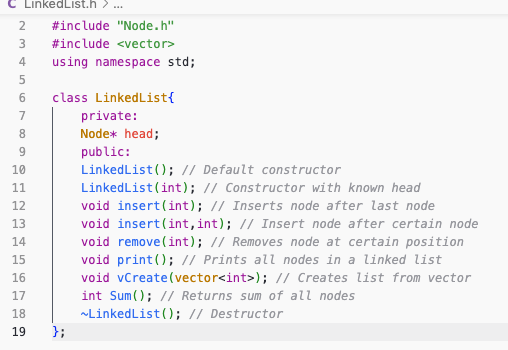 C LinkedList.h > ...
2 #include "Node.h"
3 #include <vector>
4 using namespace std;
5
6 class LinkedList{
7 private:
8 Node* head;
9 public:
10 LinkedList(); // Default constructor
11 LinkedList(int); // Constructor with known head
12 void insert(int); // Inserts node after last node
13 void insert(int,int); // Insert node after certain node
14 void remove(int); // Removes node at certain position
15 void print(); // Prints all nodes in a linked list
16 void vCreate(vector<int>); // Creates list from vector
17 int Sum(); // Returns sum of all nodes
18 ~LinkedList(); // Destructor
19 };